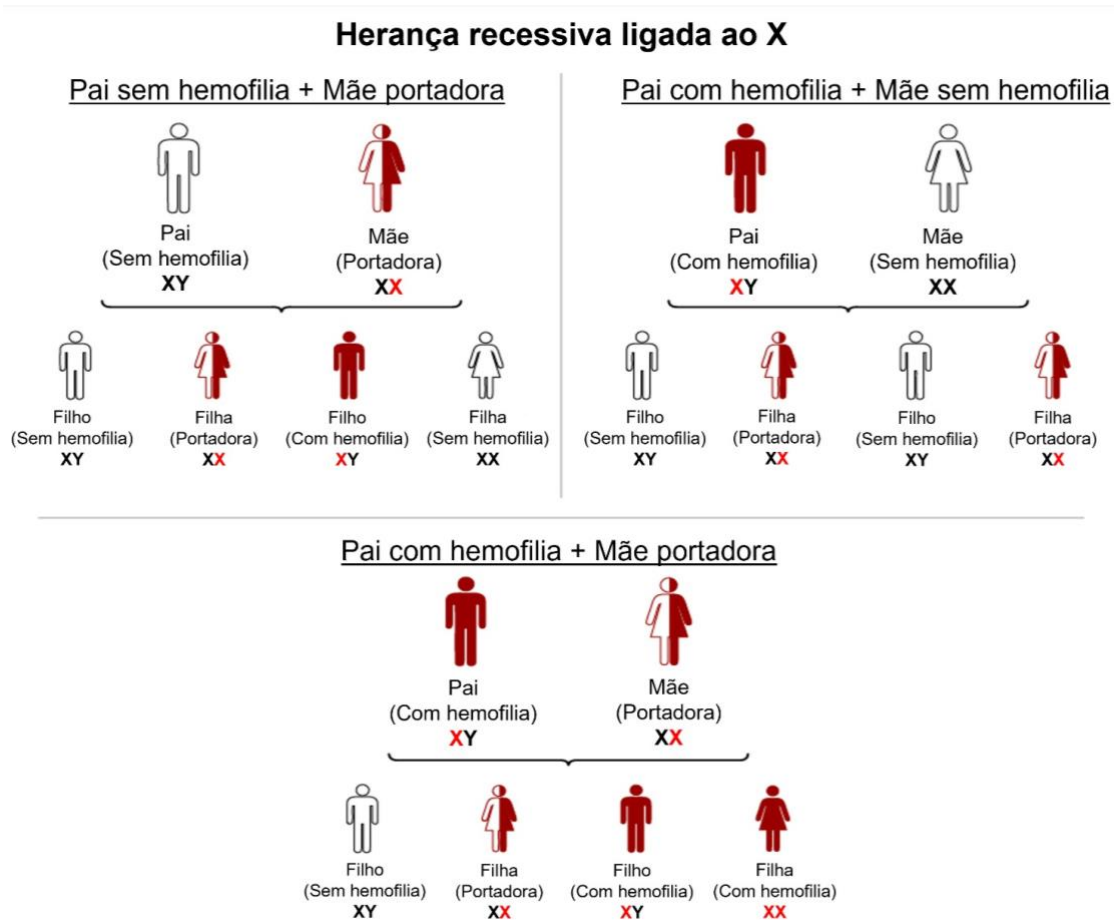 Herança recessiva ligada ao X
Pai sem hemofilia + Mãe portadora
Pai
(Sem hemofilia)
XY
Mãe
(Portadora)
XX
Filho
(Sem hemofilia)
XY
Filha
(Portadora)
XX
Filho
(Com hemofilia)
XY
Filha
(Sem hemofilia)
XX
Pai com hemofilia + Mãe sem hemofilia
Pai
(Com hemofilia)
XY
Mãe
(Sem hemofilia)
XX
Filho
(Sem hemofilia)
XY
Filha
(Portadora)
XX
Filho
(Sem hemofilia)
XY
Filha
(Portadora)
XX
Pai com hemofilia + Mãe portadora
Pai
(Com hemofilia)
XY
Mãe
(Portadora)
XX
Filho
(Sem hemofilia)
XY
Filha
(Portadora)
XX
Filho
(Com hemofilia)
XY
Filha
(Com hemofilia)
XX